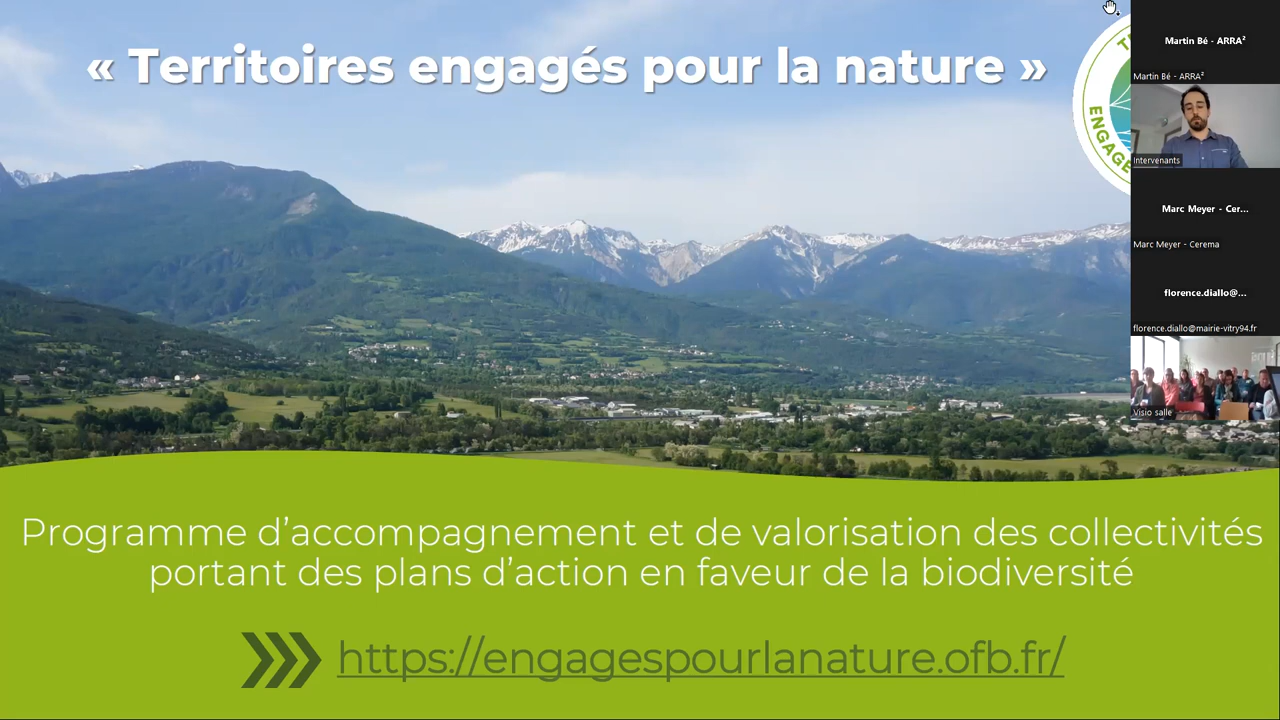 « Territoires engagés pour la nature »
ENGAGE
Martin Bé - ARRA²
Martin Bé - ARRA²
Intervenants
Marc Meyer - Cer...
Marc Meyer - Cerema
florence.diallo@...
florence.diallo@mairie-vitry94.fr
Visio salle
Programme d’accompagnement et de valorisation des collectivités
portant des plans d’action en faveur de la biodiversité
https://engagespourlanature.ofb.fr/